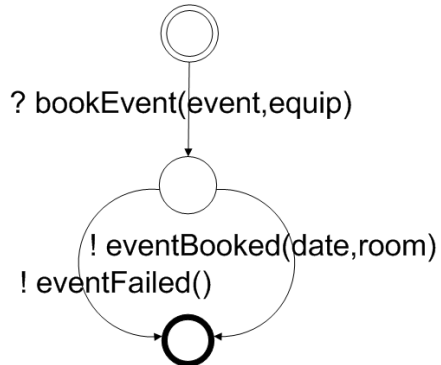 ? bookEvent(event,equip)
! eventBooked(date,room)
! eventFailed()